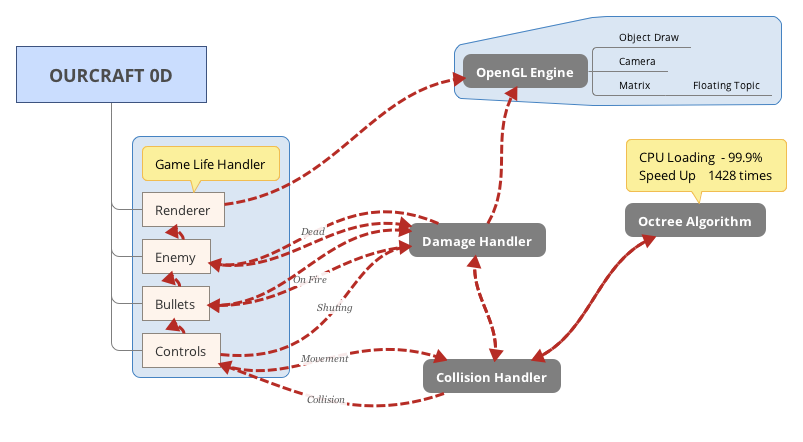 OURCRAFT 0D
Object Draw
Camera
OpenGL Engine
Matrix
Floating Topic
Game Life Handler
CPU Loading - 99.9%
Speed Up 1428 times
Renderer
Octree Algorithm
Dead
Damage Handler
Enemy
On Fire
Bullets
Shuting
Controls
Movement
Collision Handler
Collision